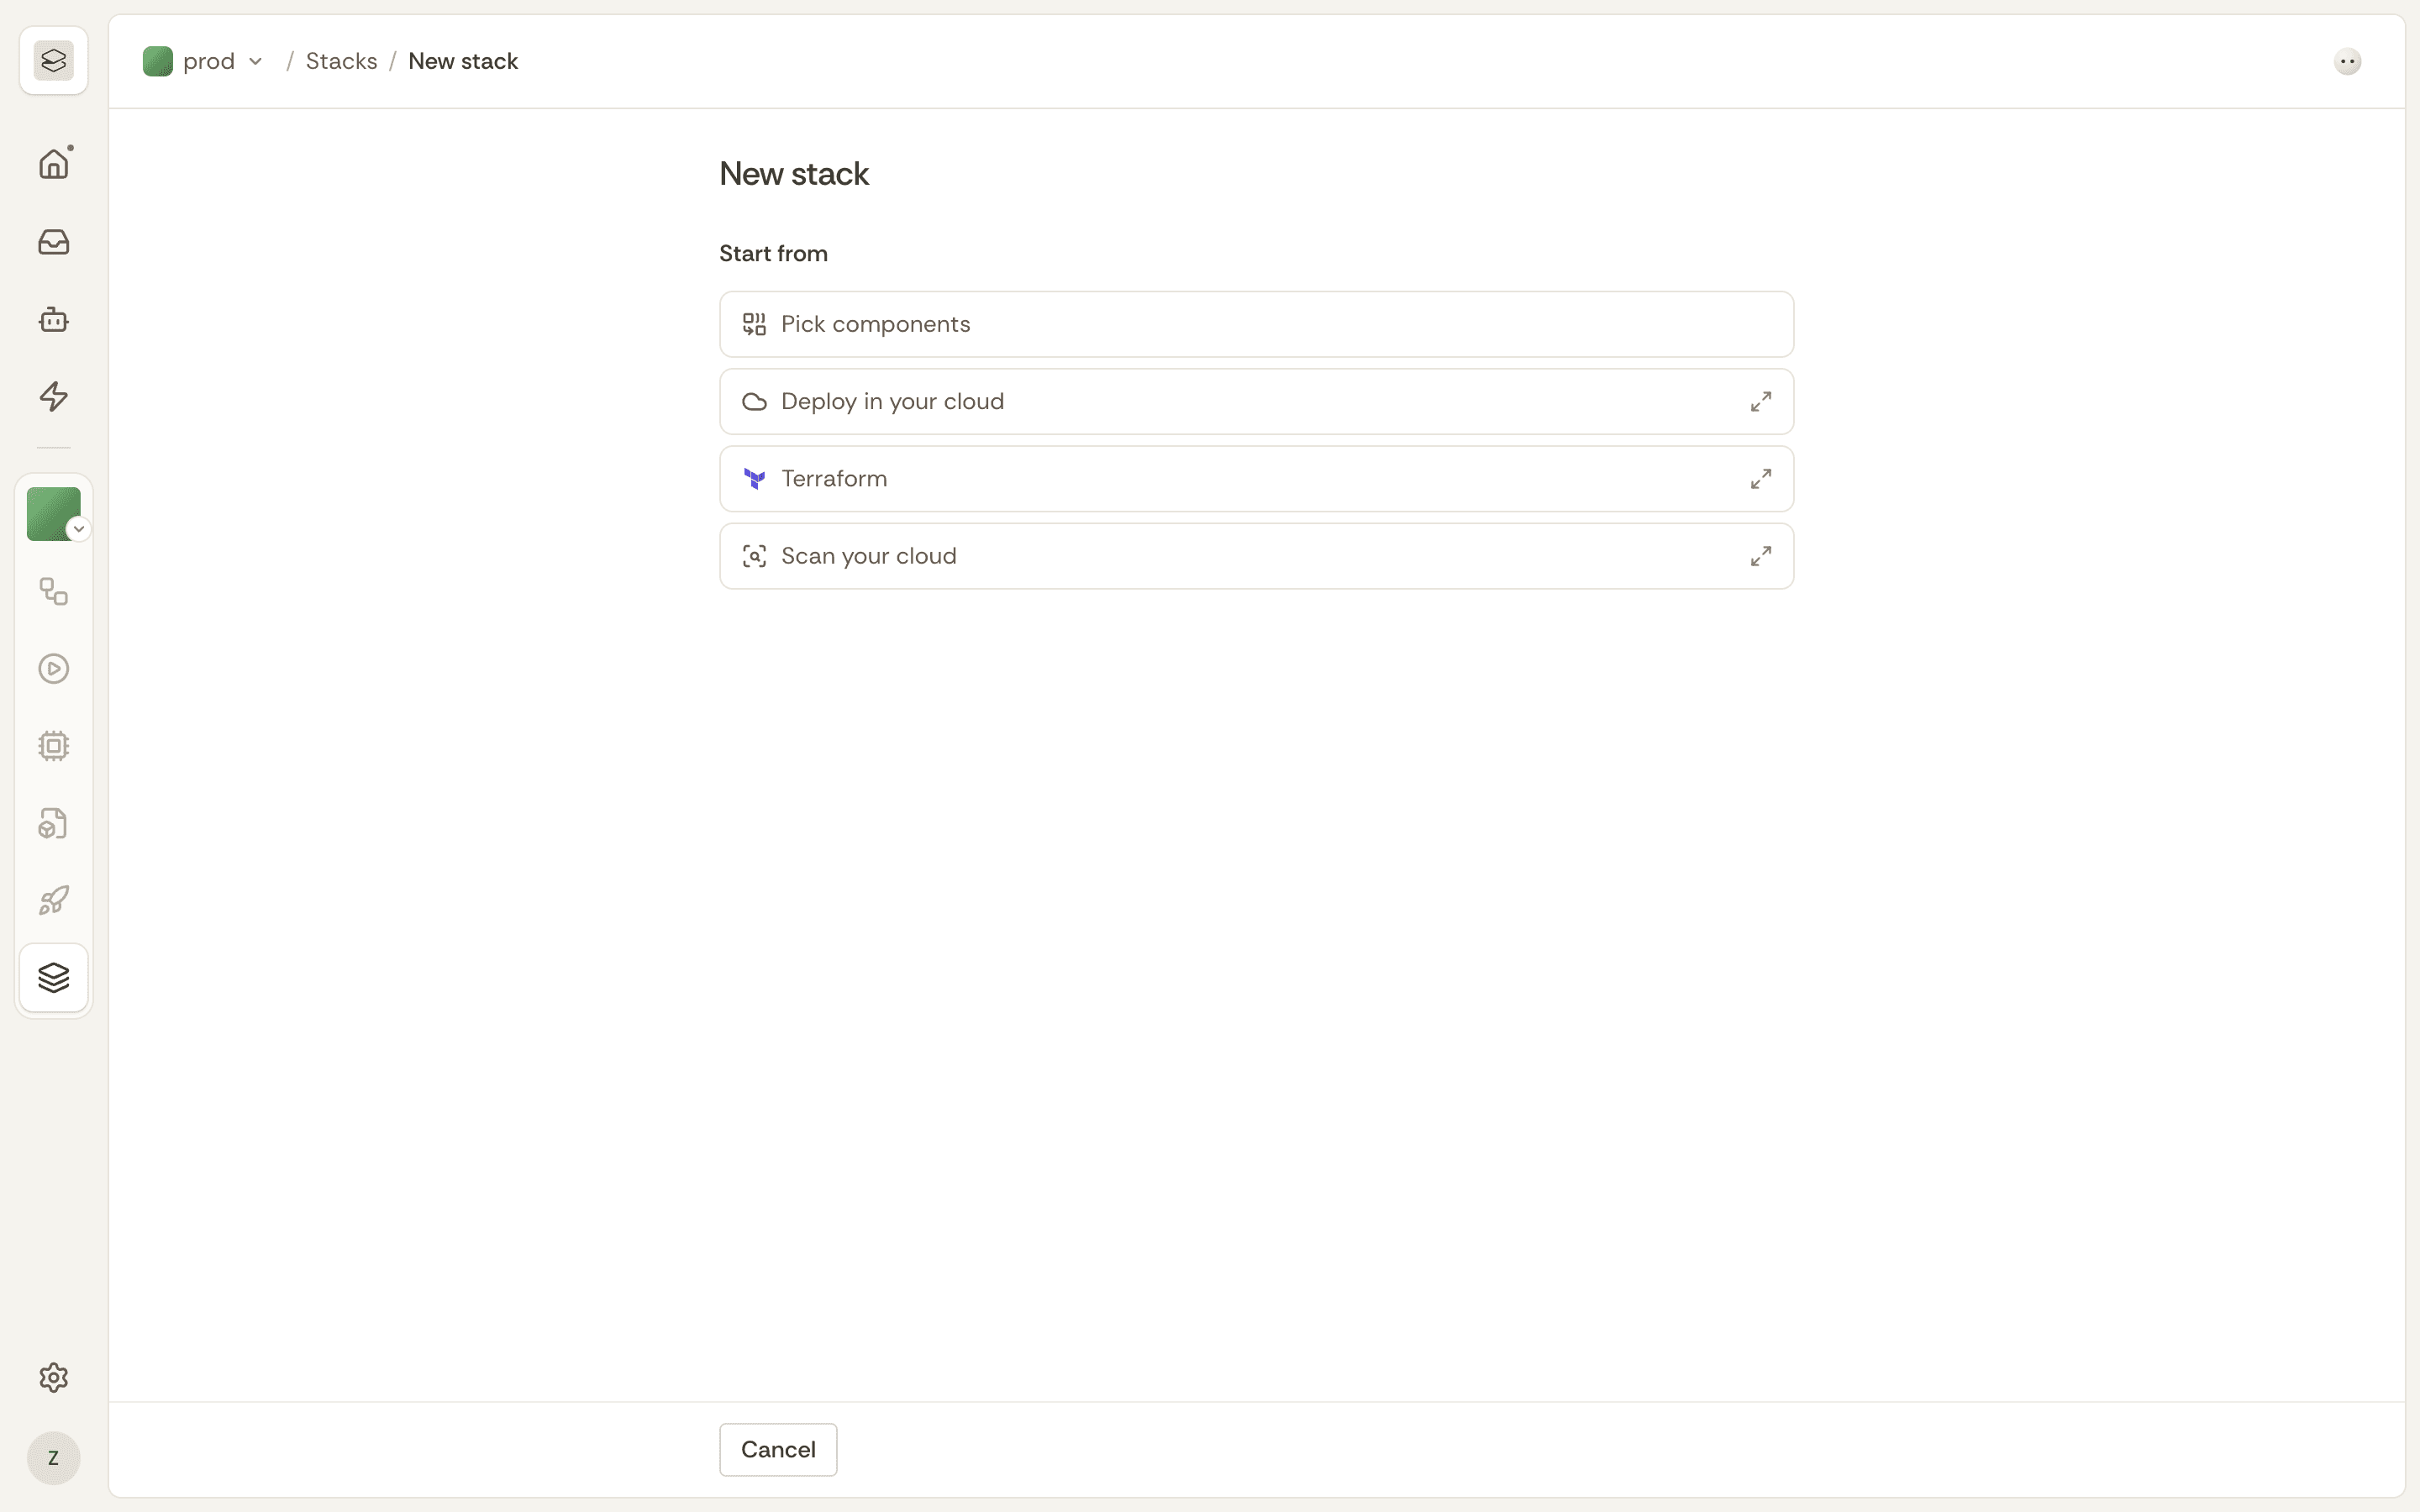 prod / Stacks / New stack
New stack
Start from
Pick components
Deploy in your cloud
Terraform
Scan your cloud
Z
Cancel